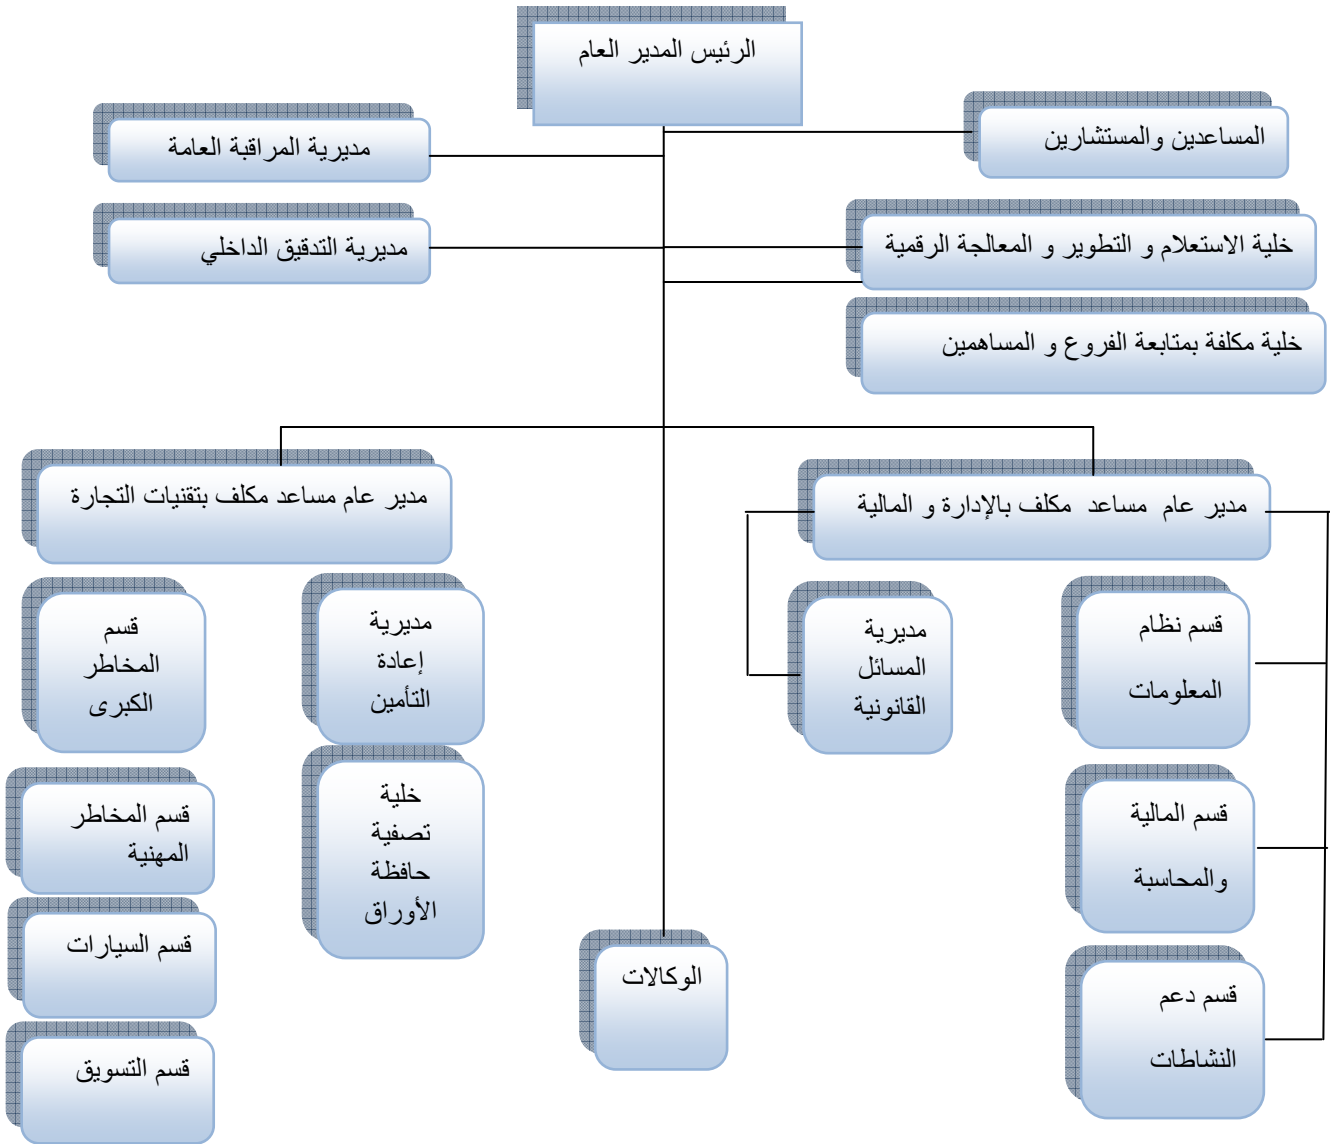 الرئيس المدير العام
المساعدين والمستشارين
مديرية المراقبة العامة
خلية الاستعلام و التطوير و المعالجة الرقمية
مديرية التدقيق الداخلي
خلية مكلفة بمتابعة الفروع و المساهمين
مدير عام مساعد مكلف بالإدارة و المالية
مدير عام مساعد مكلف بتقنيات التجارة
قسم نظام
المعلومات
مديرية
المسائل
القانونية
مديرية
إعادة
التأمين
قسم
المخاطر
الكبرى
قسم المالية
والمحاسبة
خلية
تصفية
حافظة
الأوراق
قسم المخاطر
المهنية
قسم السيارات
الوكالات
قسم دعم
النشاطات
قسم التسويق